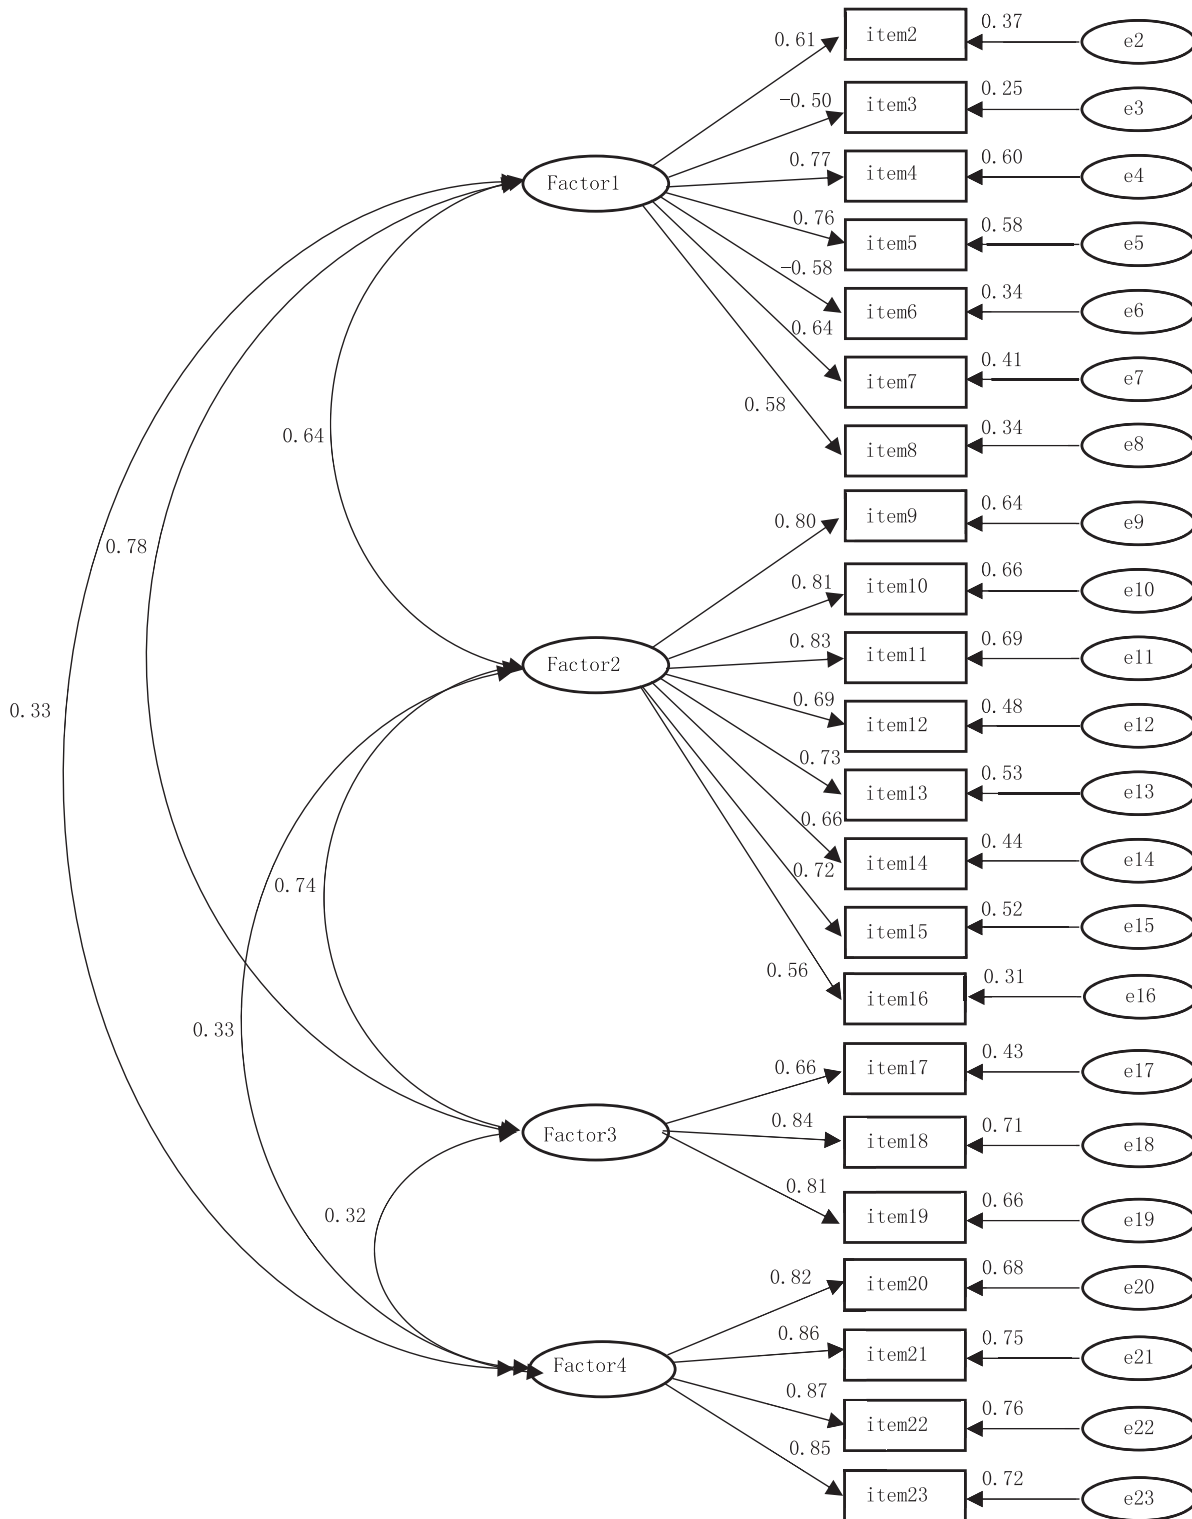 0.61 item2 0.37 e2
−0.50 item3 0.25 e3
0.77 item4 0.60 e4
Factor1
0.76 item5 0.58 e5
−0.58 item6 0.34 e6
0.64 item7 0.41 e7
0.58 item8 0.34 e8
0.64
0.80 item9 0.64 e9
0.78
0.81 item10 0.66 e10
0.83 item11 0.69 e11
Factor2
0.33
0.69 item12 0.48 e12
0.73 item13 0.53 e13
0.66 item14 0.44 e14
0.74
0.72 item15 0.52 e15
0.56 item16 0.31 e16
0.33
0.66 item17 0.43 e17
0.84 item18 0.71 e18
Factor3
0.81 item19 0.66 e19
0.32
0.82 item20 0.68 e20
0.86 item21 0.75 e21
Factor4
0.87 item22 0.76 e22
0.85 item23 0.72 e23